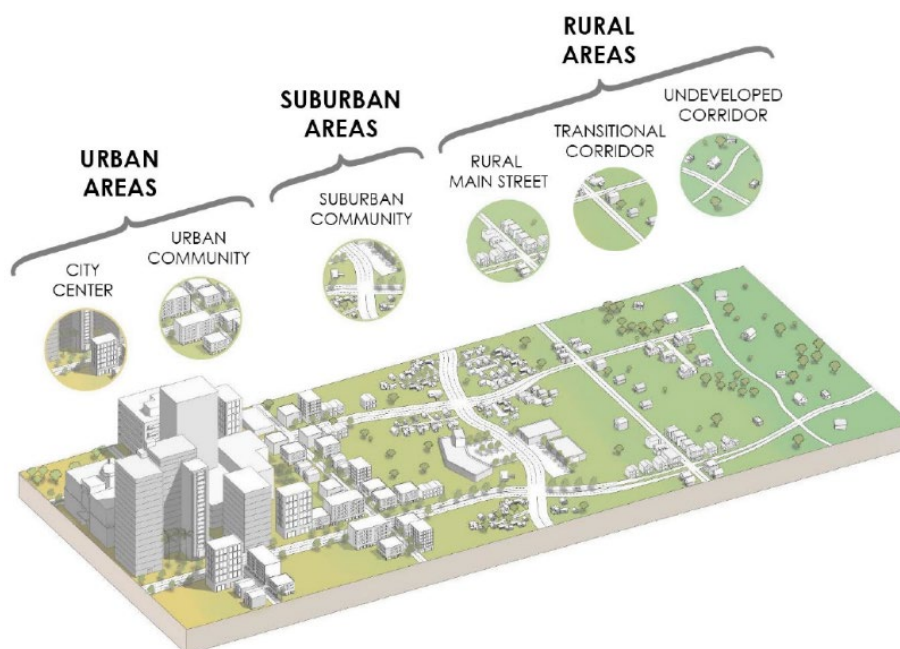 URBAN
AREAS
CITY
CENTER
URBAN
COMMUNITY
SUBURBAN
AREAS
SUBURBAN
COMMUNITY
RURAL
AREAS
RURAL
MAIN STREET
TRANSITIONAL
CORRIDOR
UNDEVELOPED
CORRIDOR